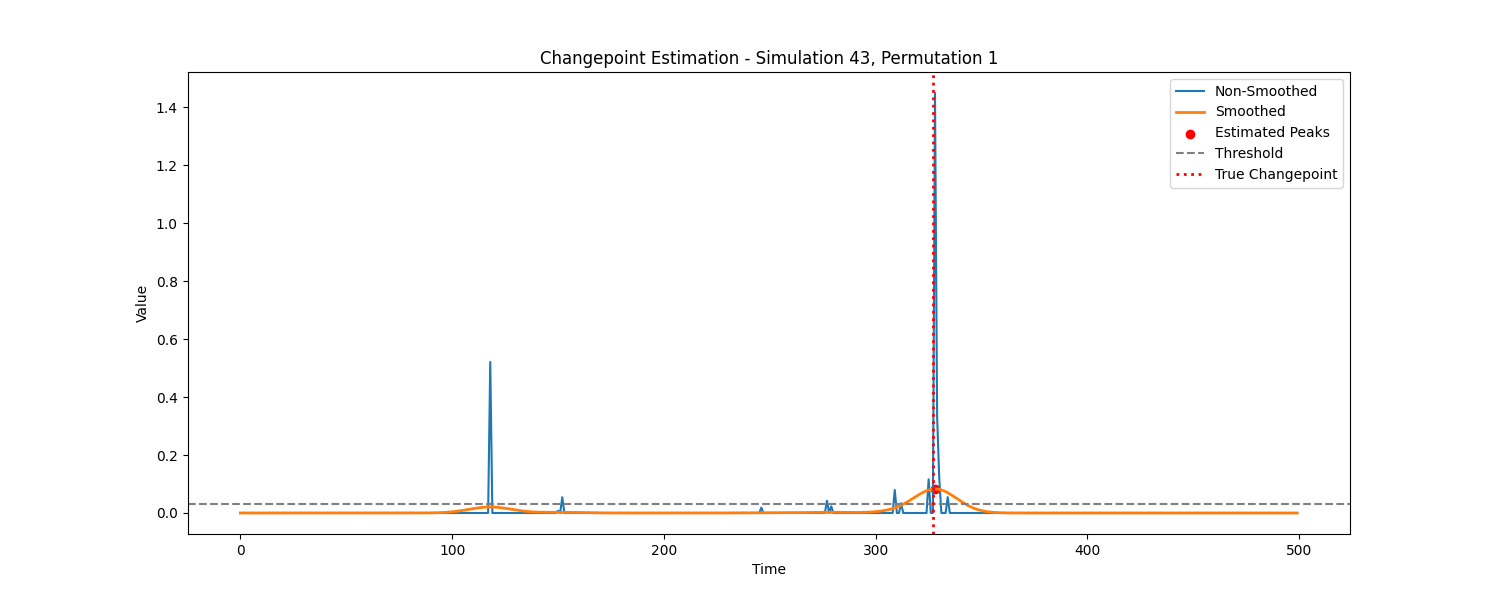 Changepoint Estimation - Simulation 43, Permutation 1
Non-Smoothed
Smoothed
Estimated Peaks
Threshold
True Changepoint
Value
1.4
1.2
1.0
0.8
0.6
0.4
0.2
0.0
0
100
200
300
400
500
Time